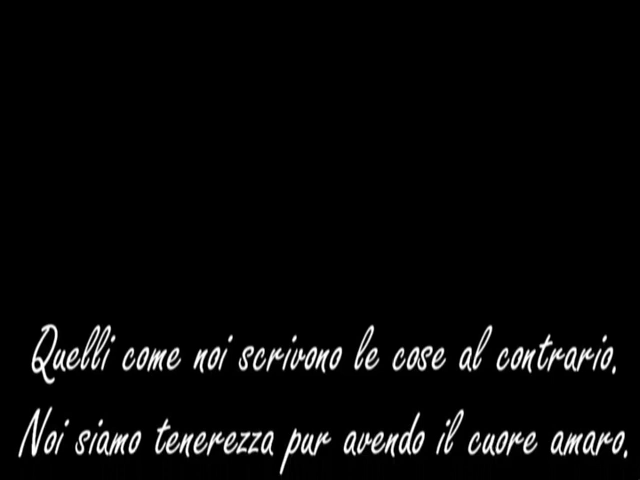 Quelli come noi scrivono le cose al contrario.
Noi siamo tenerezza pur avendo il cuore amaro.